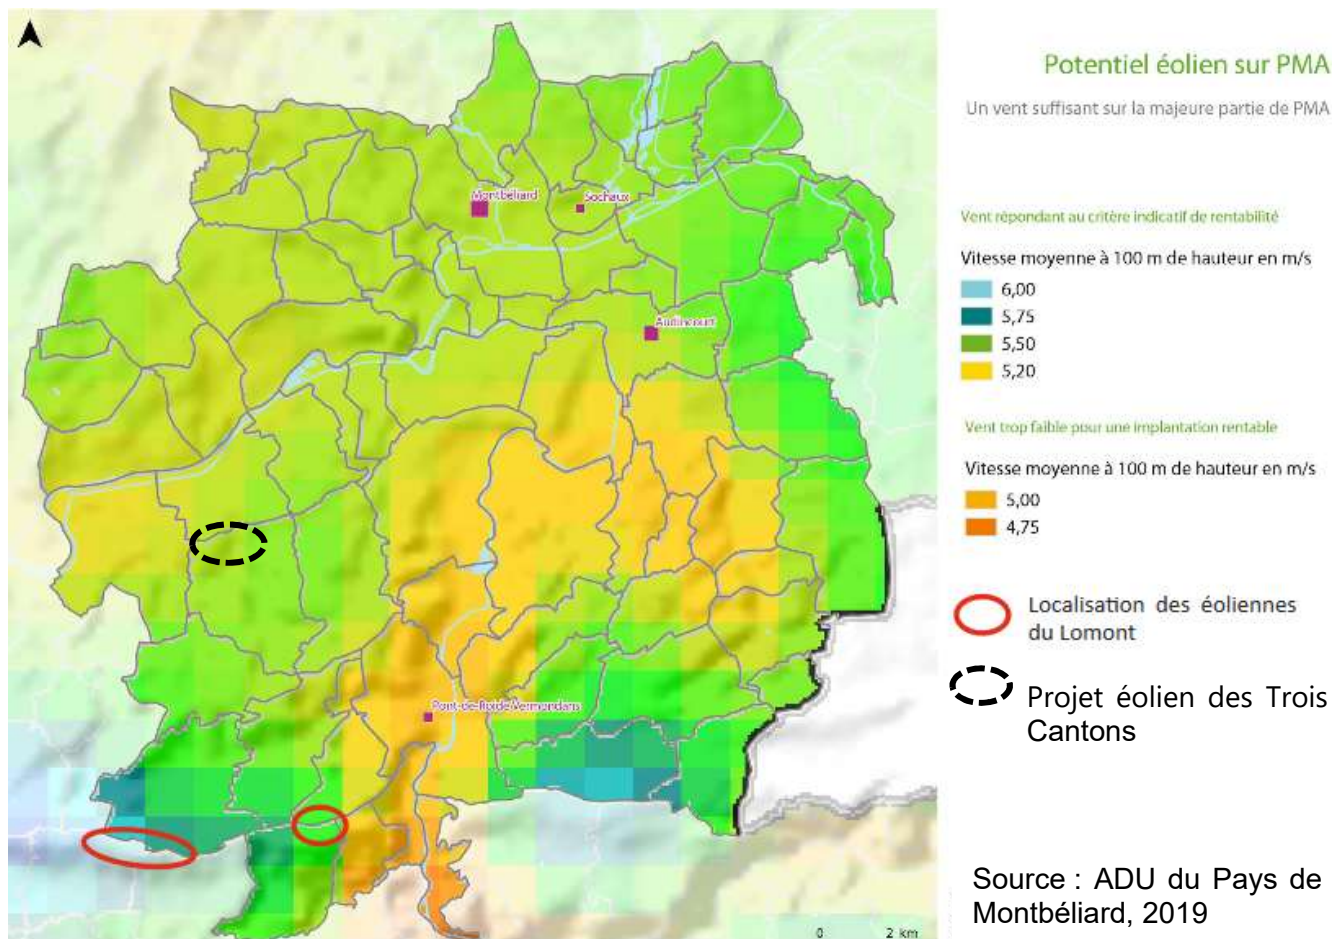 Potentiel éolien sur PMA
Un vent suffisant sur la majeure partie de PMA
Vent répondant au critère indicatif de rentabilité
Vitesse moyenne à 100 m de hauteur en m/s
6,00
5,75
5,50
5,20
Vent trop faible pour une implantation rentable
Vitesse moyenne à 100 m de hauteur en m/s
5,00
4,75
Localisation des éoliennes
du Lomont
Projet éolien des Trois
Cantons
Source : ADU du Pays de
Montbéliard, 2019
Montbéliard
Sochaux
Audincourt
Pont-de-Roide-Vermondans
0 2 km